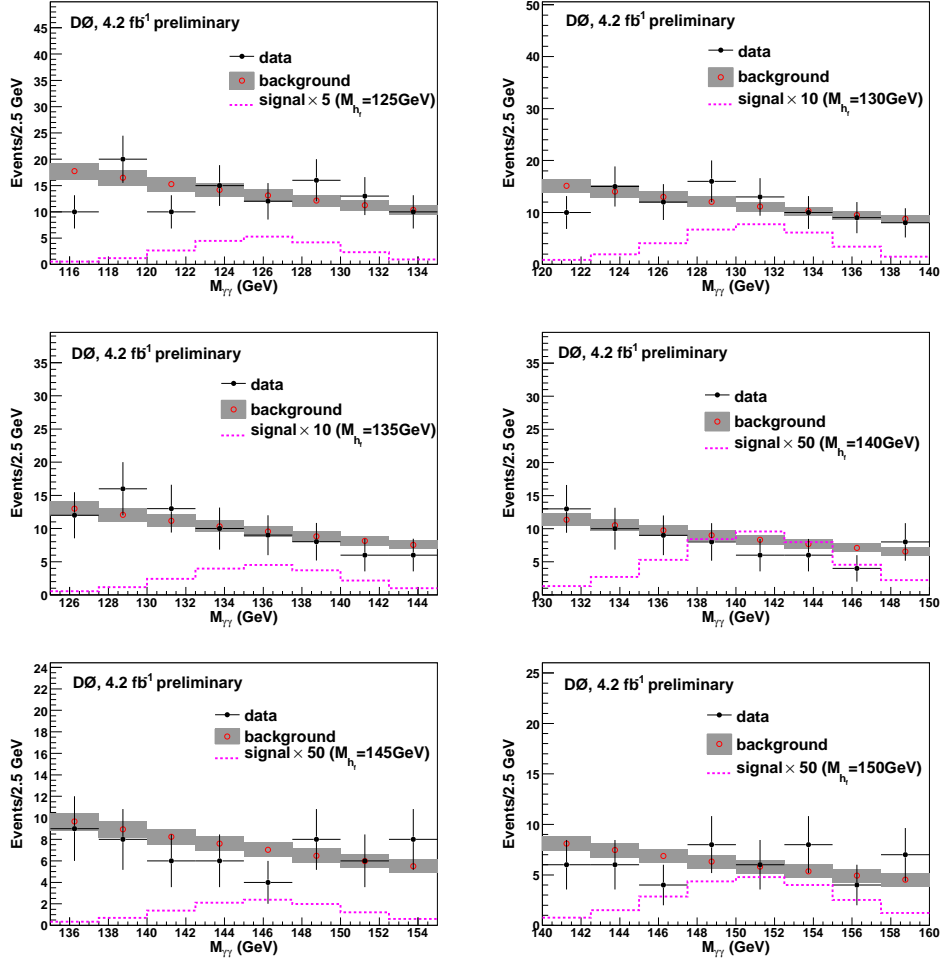 DØ, 4.2 fb-1 preliminary
data
background
signal × 5 (M_hf=125GeV)
Events/2.5 GeV
50
45
40
35
30
25
20
15
10
5
0
116 118 120 122 124 126 128 130 132 134
Mγγ (GeV)
DØ, 4.2 fb-1 preliminary
data
background
signal × 10 (M_hf=130GeV)
Events/2.5 GeV
50
40
30
20
10
0
120 122 124 126 128 130 132 134 136 138 140
Mγγ (GeV)
DØ, 4.2 fb-1 preliminary
data
background
signal × 10 (M_hf=135GeV)
Events/2.5 GeV
35
30
25
20
15
10
5
0
126 128 130 132 134 136 138 140 142 144
Mγγ (GeV)
DØ, 4.2 fb-1 preliminary
data
background
signal × 50 (M_hf=140GeV)
Events/2.5 GeV
35
30
25
20
15
10
5
0
130 132 134 136 138 140 142 144 146 148 150
Mγγ (GeV)
DØ, 4.2 fb-1 preliminary
data
background
signal × 50 (M_hf=145GeV)
Events/2.5 GeV
24
22
20
18
16
14
12
10
8
6
4
2
0
136 138 140 142 144 146 148 150 152 154
Mγγ (GeV)
DØ, 4.2 fb-1 preliminary
data
background
signal × 50 (M_hf=150GeV)
Events/2.5 GeV
25
20
15
10
5
0
140 142 144 146 148 150 152 154 156 158 160
Mγγ (GeV)